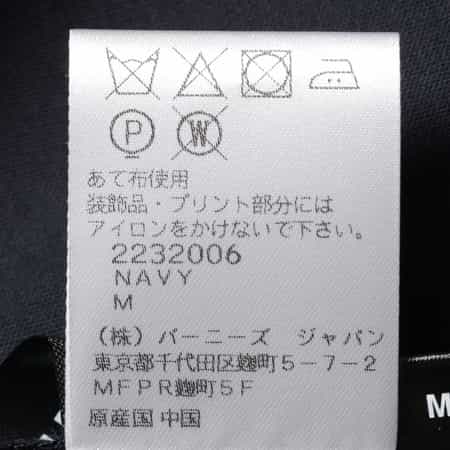 P W
あて布使用
装飾品・プリント部分には
アイロンをかけないで下さい。
2232006
NAVY
M
（株）バーニーズ ジャパン
東京都千代田区麹町5-7-2
MFPR麹町5F
原産国 中国
M